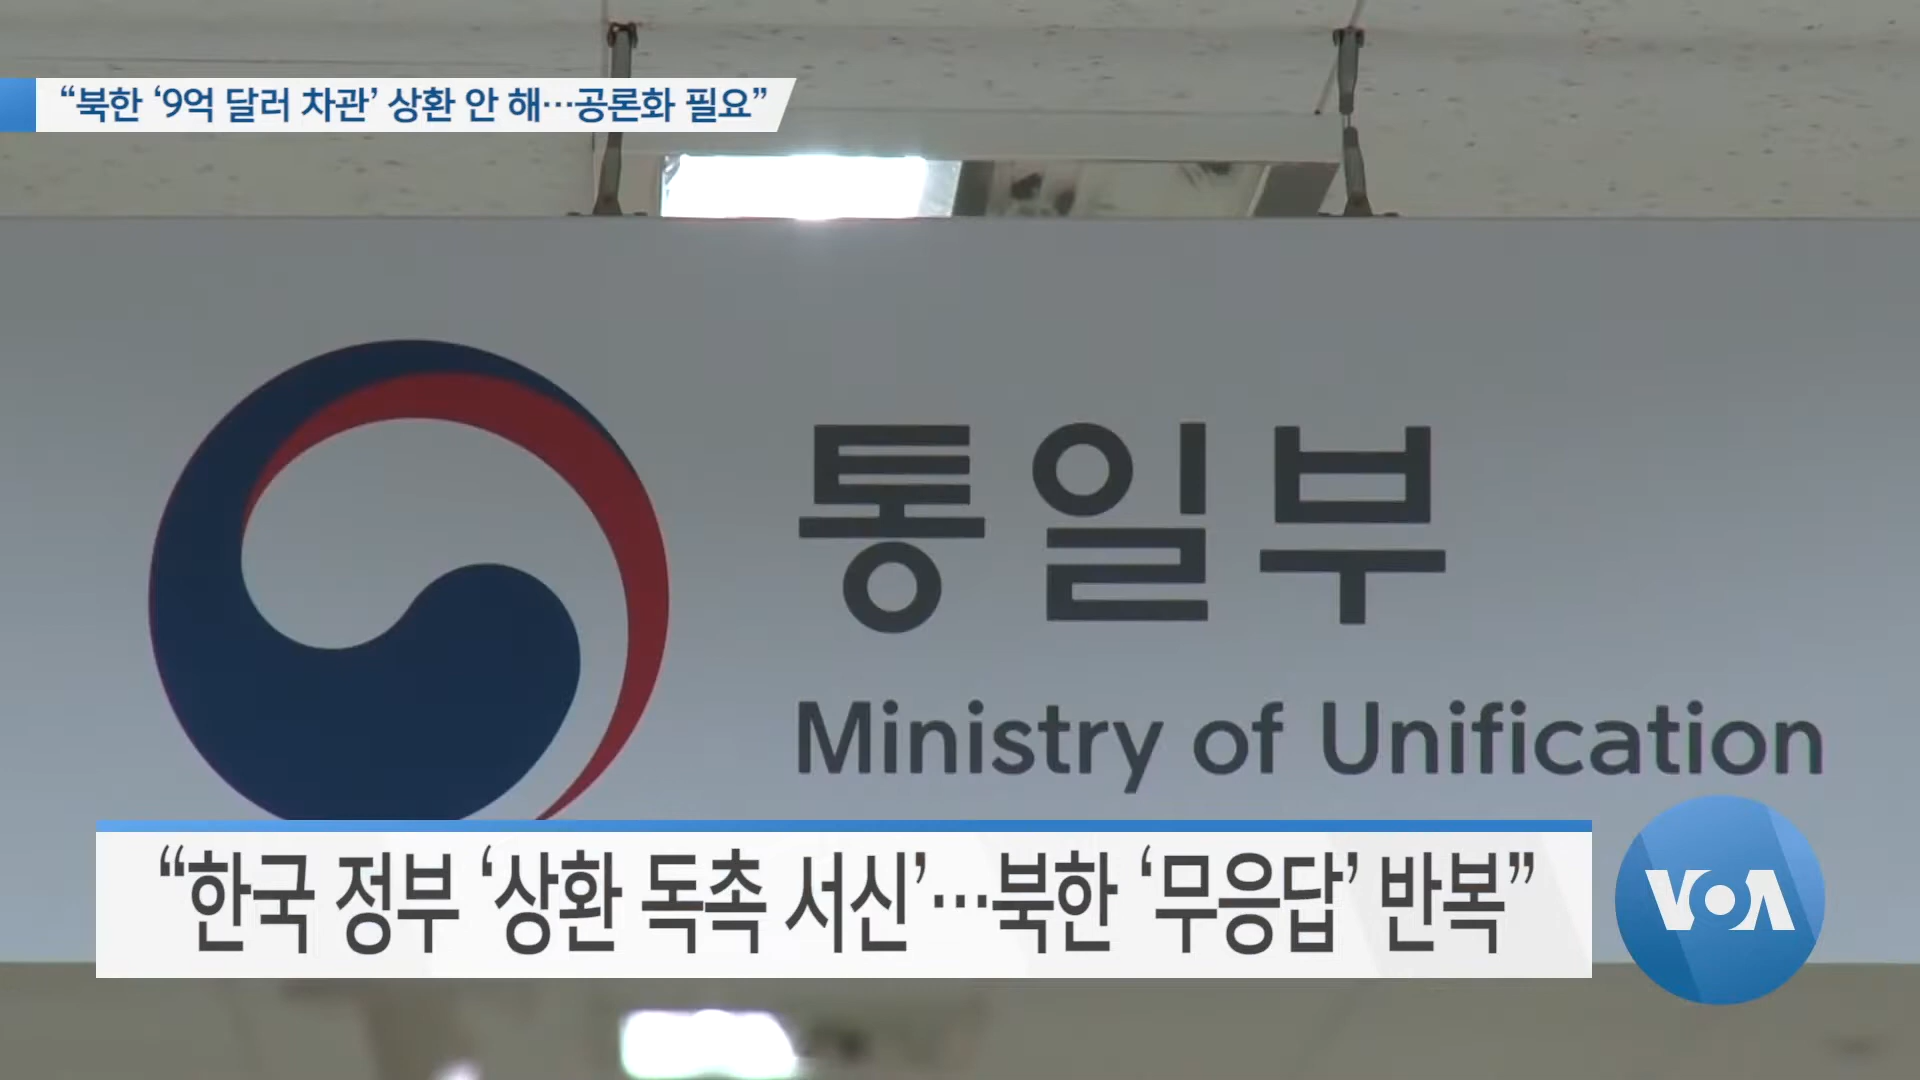 “북한 ‘9억 달러 차관’ 상환 안 해…공론화 필요”
통일부
Ministry of Unification
“한국 정부 ‘상환 독촉 서신’…북한 ‘무응답’ 반복”
VOA